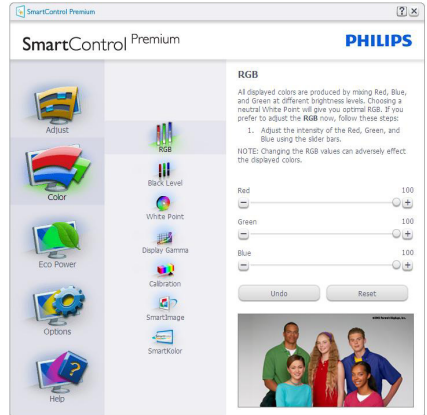 SmartControl Premium
SmartControl Premium
PHILIPS
Adjust
Color
Eco Power
Options
Help
RGB
Black Level
White Point
Display Gamma
Calibration
SmartImage
SmartKolor
RGB
All displayed colors are produced by mixing Red, Blue,
and Green at different brightness levels. Choosing a
neutral White Point will give you optimal RGB. If you
prefer to adjust the RGB now, follow these steps:
1. Adjust the intensity of the Red, Green, and
Blue using the slider bars.
NOTE: Changing the RGB values can adversely effect
the displayed colors.
Red 100
Green 100
Blue 100
Undo Reset